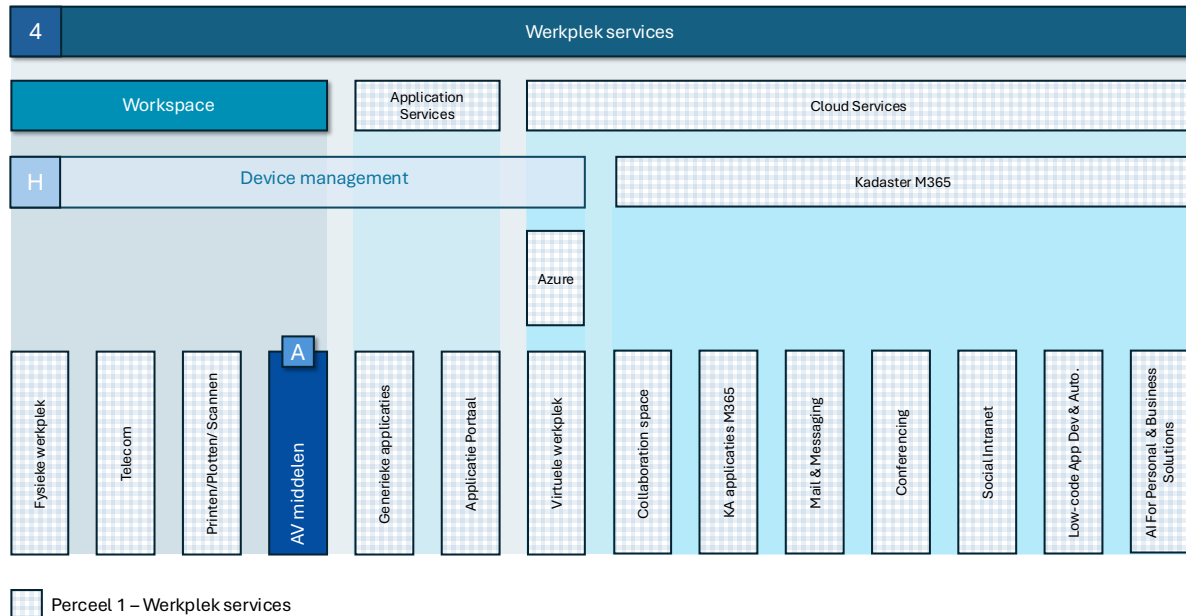 4
Werkplek services
Workspace
Application
Services
Cloud Services
H
Device management
Kadaster M365
Azure
A
Fysieke werkplek
Telecom
Printen/Plotten/ Scannen
AV middelen
Generieke applicaties
Applicatie Portaal
Virtuele werkplek
Collaboration space
KA applicaties M365
Mail & Messaging
Conferencing
Social Intranet
Low-code App Dev & Auto.
AI For Personal & Business
Solutions
Perceel 1 – Werkplek services